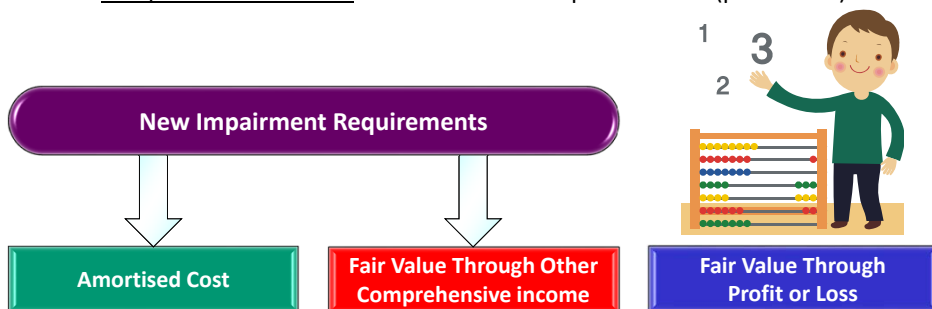 1
3
2
New Impairment Requirements
Amortised Cost
Fair Value Through Other
Comprehensive income
Fair Value Through
Profit or Loss